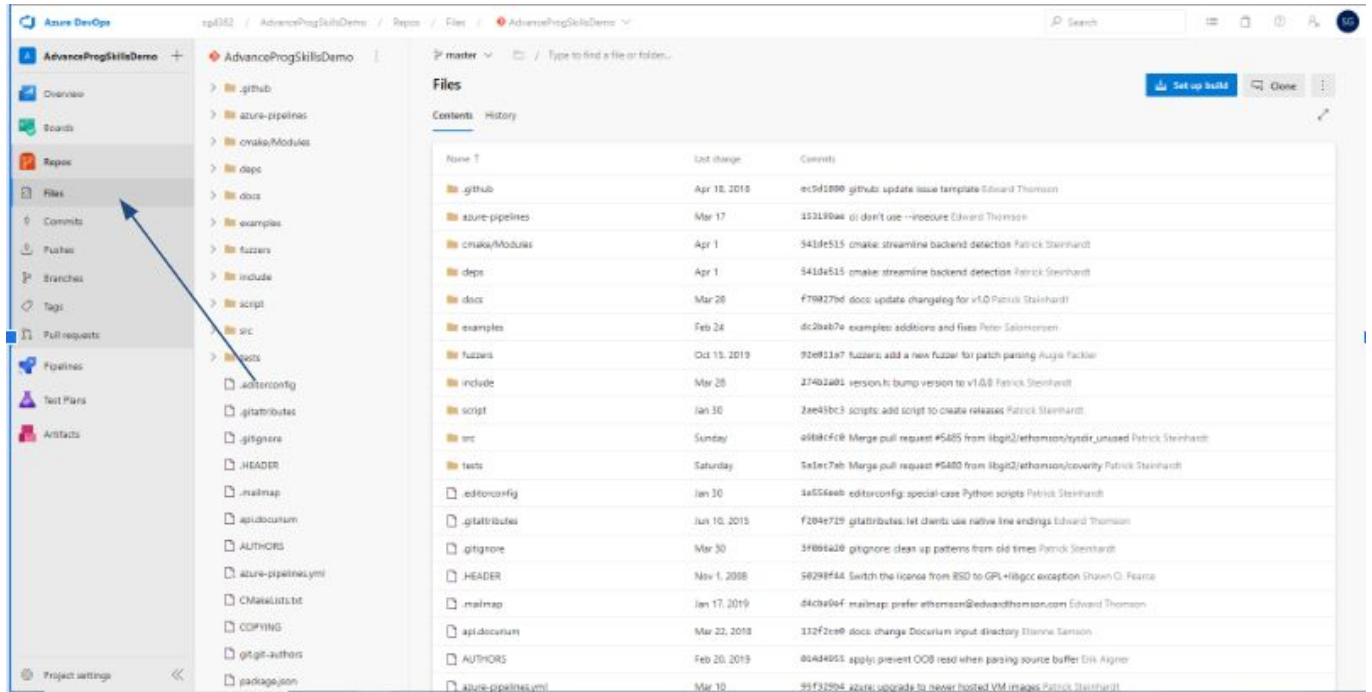 Azure DevOps
sgd382 / AdvanceProgSkillsDemo / Repos / Files / AdvanceProgSkillsDemo
Search
SG
A AdvanceProgSkillsDemo +
Overview
Boards
Repos
Files
Commits
Pushes
Branches
Tags
Pull requests
Pipelines
Test Plans
Artifacts
Project settings
AdvanceProgSkillsDemo
.github
azure-pipelines
cmake/Modules
deps
docs
examples
fuzzers
include
script
src
tests
.editorconfig
.gitattributes
.gitignore
.HEADER
.mailmap
api.docurium
AUTHORS
azure-pipelines.yml
CMakeLists.txt
COPYING
git.git-authors
package.json
master / Type to find a file or folder...
Files
Set up build
Clone
Contents History
Name ↑ Last change Commits
.github Apr 18, 2018 github: update issue template Edward Thomson
azure-pipelines Mar 17 153190ae ci: don't use --insecure Edward Thomson
cmake/Modules Apr 1 541de515 cmake: streamline backend detection Patrick Steinhardt
deps Apr 1 541de515 cmake: streamline backend detection Patrick Steinhardt
docs Mar 28 f79027bd docs: update changelog for v1.0 Patrick Steinhardt
examples Feb 24 examples: additions and fixes Peter Salomonsen
fuzzers Oct 15, 2019 fuzzers: add a new fuzzer for patch parsing Augie Fackler
include Mar 28 274b2a01 version.h: bump version to v1.0.0 Patrick Steinhardt
script Jan 30 2ae45bc3 scripts: add script to create releases Patrick Steinhardt
src Sunday Merge pull request #5485 from libgit2/ethomson/sysdir_unused Patrick Steinhardt
tests Saturday Merge pull request #5480 from libgit2/ethomson/coverity Patrick Steinhardt
.editorconfig Jan 30 editorconfig: special-case Python scripts Patrick Steinhardt
.gitattributes Jun 10, 2015 f204e729 gitattributes: let clients use native line endings Edward Thomson
.gitignore Mar 30 gitignore: clean up patterns from old times Patrick Steinhardt
.HEADER Nov 1, 2008 50298f44 Switch the license from BSD to GPL+libgcc exception Shawn O. Pearce
.mailmap Jan 17, 2019 mailmap: prefer ethomson@edwardthomson.com Edward Thomson
api.docurium Mar 22, 2018 132f2ce0 docs: change Docurium input directory Etienne Samson
AUTHORS Feb 20, 2019 014d4955 apply: prevent OOB read when parsing source buffer Erik Aigner
azure-pipelines.yml Mar 10 azure: upgrade to newer hosted VM images Patrick Steinhardt